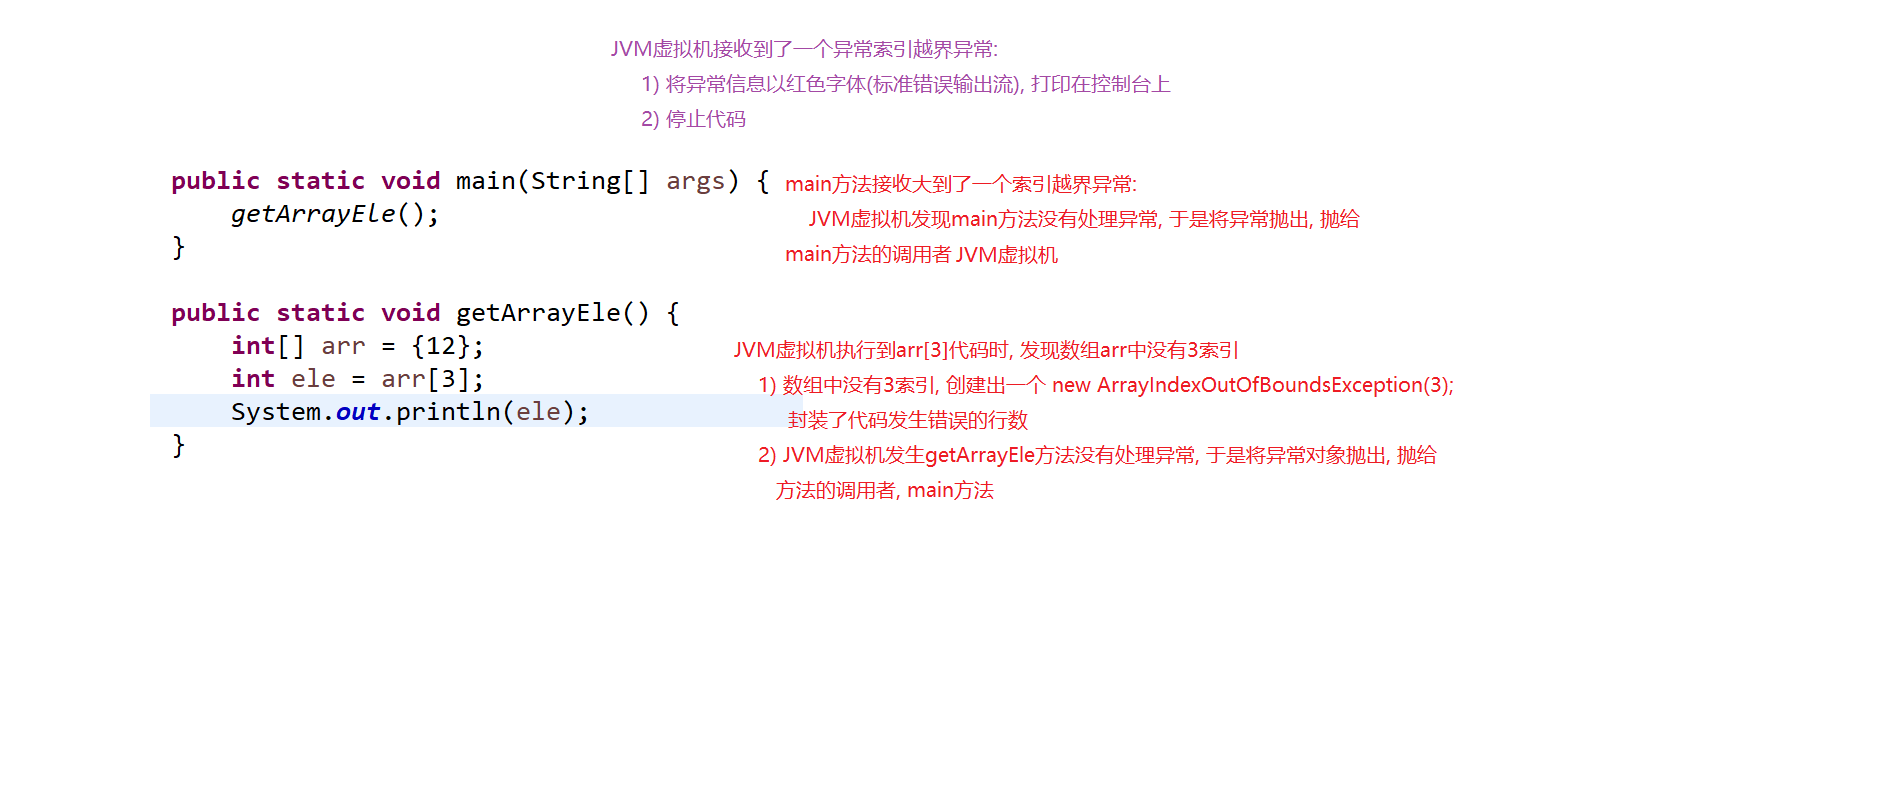 JVM虚拟机接收到了一个异常索引越界异常:
1) 将异常信息以红色字体(标准错误输出流), 打印在控制台上
2) 停止代码
public static void main(String[] args) {
main方法接收大到了一个索引越界异常:
getArrayEle();
JVM虚拟机发现main方法没有处理异常, 于是将异常抛出, 抛给
}
main方法的调用者 JVM虚拟机
public static void getArrayEle() {
int[] arr = {12};
JVM虚拟机执行到arr[3]代码时, 发现数组arr中没有3索引
int ele = arr[3];
1) 数组中没有3索引, 创建出一个 new ArrayIndexOutOfBoundsException(3);
System.out.println(ele);
封装了代码发生错误的行数
}
2) JVM虚拟机发生getArrayEle方法没有处理异常, 于是将异常对象抛出, 抛给
方法的调用者, main方法